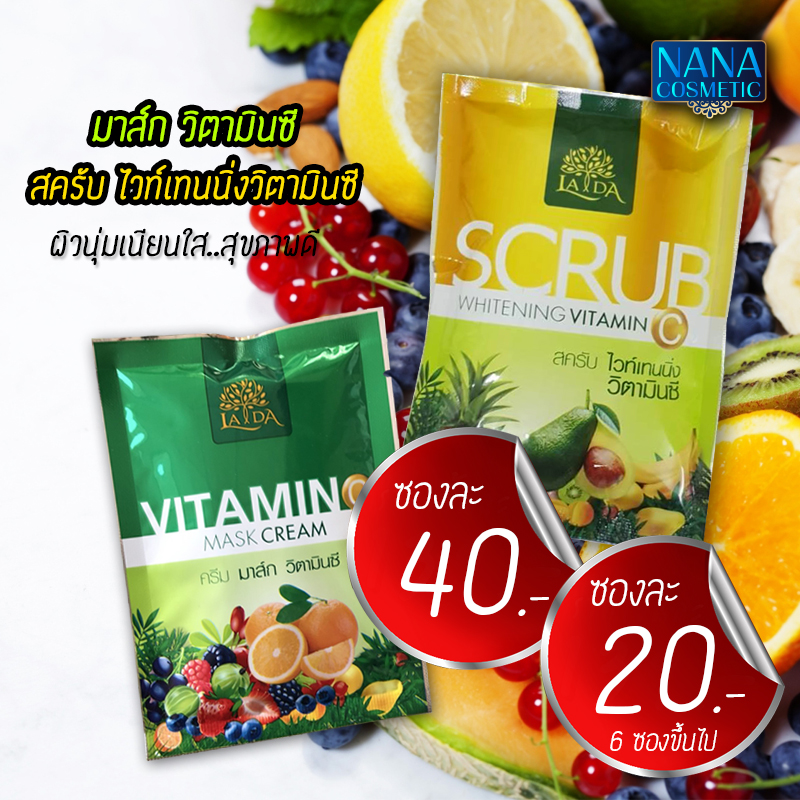 NANA
COSMETIC
มาส์ก วิตามินซี
สครับ ไวท์เทนนิ่งวิตามินซี
ผิวนุ่มเนียนใส..สุขภาพดี
LADA
SCRUB
WHITENING VITAMIN C
สครับ ไวท์เทนนิ่ง
วิตามินซี
LADA
VITAMIN C
MASK CREAM
ครีม มาส์ก วิตามินซี
ซองละ
40.-
ซองละ
20.-
6 ซองขึ้นไป